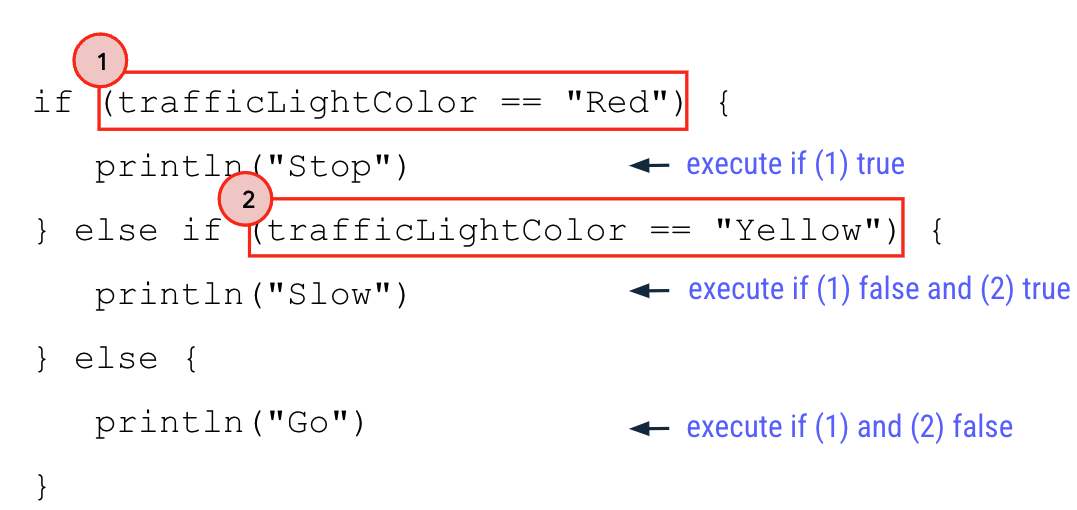 1
if (trafficLightColor == "Red") {
println("Stop") execute if (1) true
2
} else if (trafficLightColor == "Yellow") {
println("Slow") execute if (1) false and (2) true
} else {
println("Go") execute if (1) and (2) false
}